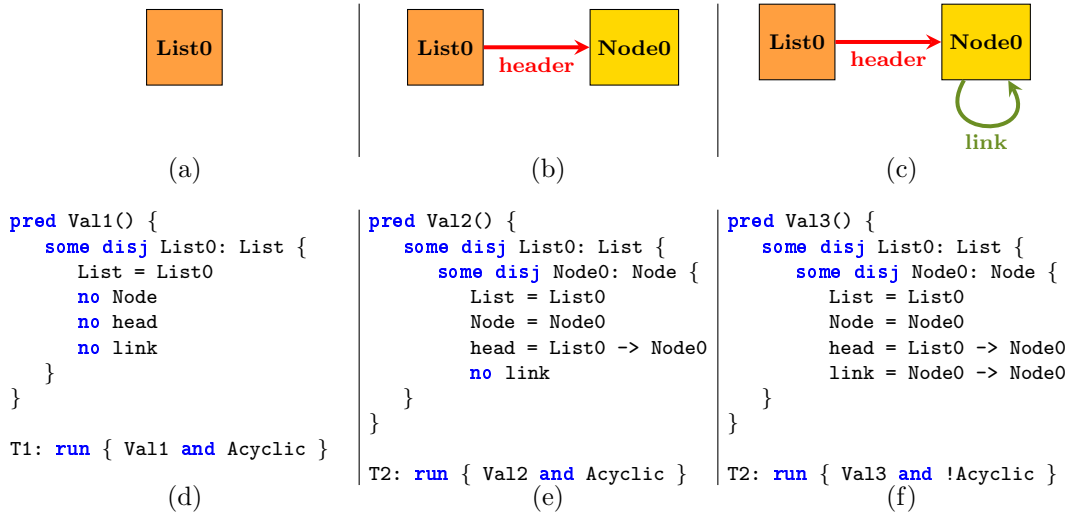 List0
(a)
List0
header
Node0
(b)
List0
header
Node0
link
(c)
pred Val1() {
some disj List0: List {
List = List0
no Node
no head
no link
}
}
T1: run { Val1 and Acyclic }
(d)
pred Val2() {
some disj List0: List {
some disj Node0: Node {
List = List0
Node = Node0
head = List0 -> Node0
no link
}
}
T2: run { Val2 and Acyclic }
(e)
pred Val3() {
some disj List0: List {
some disj Node0: Node {
List = List0
Node = Node0
head = List0 -> Node0
link = Node0 -> Node0
}
}
T2: run { Val3 and !Acyclic }
(f)